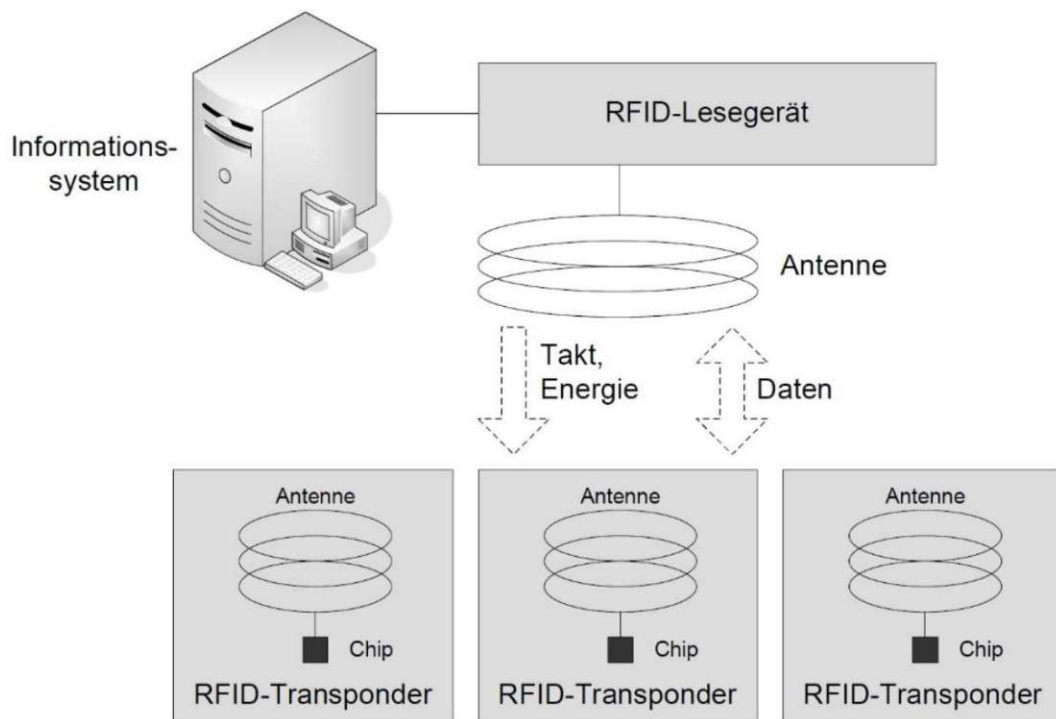 Informations-
system
RFID-Lesegerät
Antenne
Takt,
Energie
Daten
Antenne
Chip
RFID-Transponder
Antenne
Chip
RFID-Transponder
Antenne
Chip
RFID-Transponder